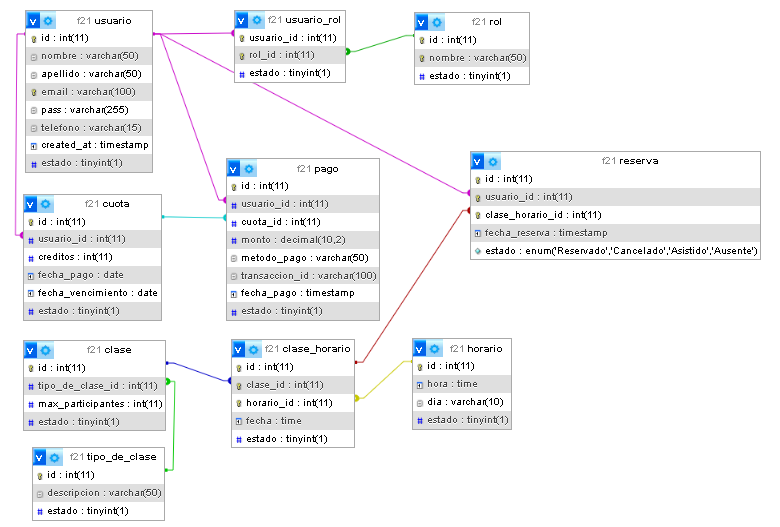 v f21 usuario
id : int(11)
nombre : varchar(50)
apellido : varchar(50)
email : varchar(100)
pass : varchar(255)
telefono : varchar(15)
created_at : timestamp
# estado : tinyint(1)
v f21 usuario_rol
usuario_id : int(11)
rol_id : int(11)
# estado : tinyint(1)
v f21 rol
id : int(11)
nombre : varchar(50)
# estado : tinyint(1)
v f21 cuota
id : int(11)
# usuario_id : int(11)
# creditos : int(11)
fecha_pago : date
fecha_vencimiento : date
# estado : tinyint(1)
v f21 pago
id : int(11)
# usuario_id : int(11)
# cuota_id : int(11)
# monto : decimal(10,2)
metodo_pago : varchar(50)
transaccion_id : varchar(100)
fecha_pago : timestamp
# estado : tinyint(1)
v f21 reserva
id : int(11)
usuario_id : int(11)
clase_horario_id : int(11)
fecha_reserva : timestamp
estado : enum('Reservado','Cancelado','Asistido','Ausente')
v f21 clase
id : int(11)
# tipo_de_clase_id : int(11)
# max_participantes : int(11)
# estado : tinyint(1)
v f21 clase_horario
id : int(11)
clase_id : int(11)
horario_id : int(11)
fecha : time
# estado : tinyint(1)
v f21 horario
id : int(11)
hora : time
dia : varchar(10)
# estado : tinyint(1)
v f21 tipo_de_clase
id : int(11)
descripcion : varchar(50)
# estado : tinyint(1)